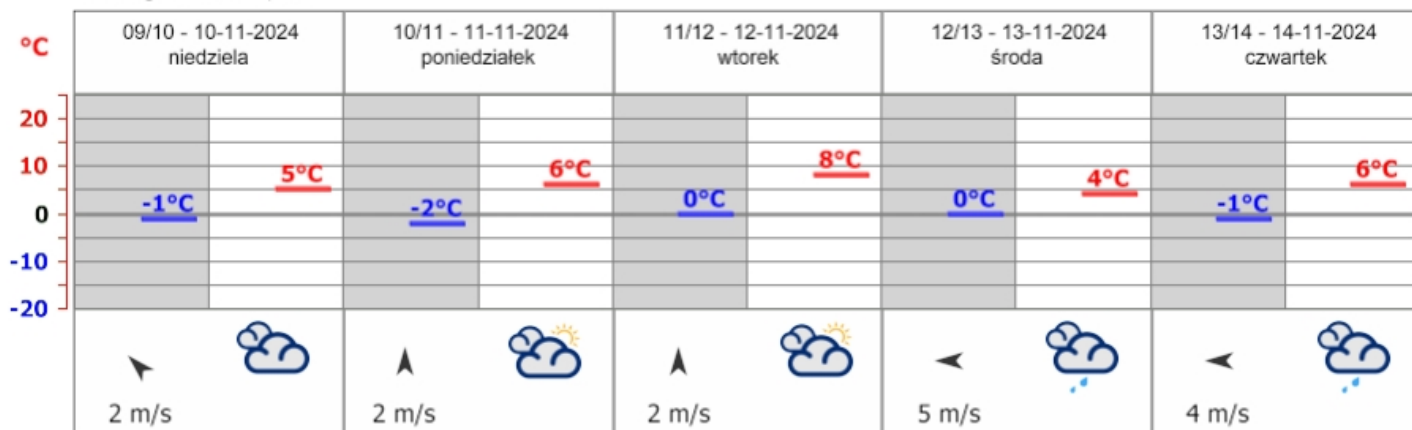 °C
09/10 - 10-11-2024
niedziela
10/11 - 11-11-2024
poniedziałek
11/12 - 12-11-2024
wtorek
12/13 - 13-11-2024
środa
13/14 - 14-11-2024
czwartek
20
10
0
-10
-20
-1°C
5°C
-2°C
6°C
0°C
8°C
0°C
4°C
-1°C
6°C
2 m/s
2 m/s
2 m/s
5 m/s
4 m/s